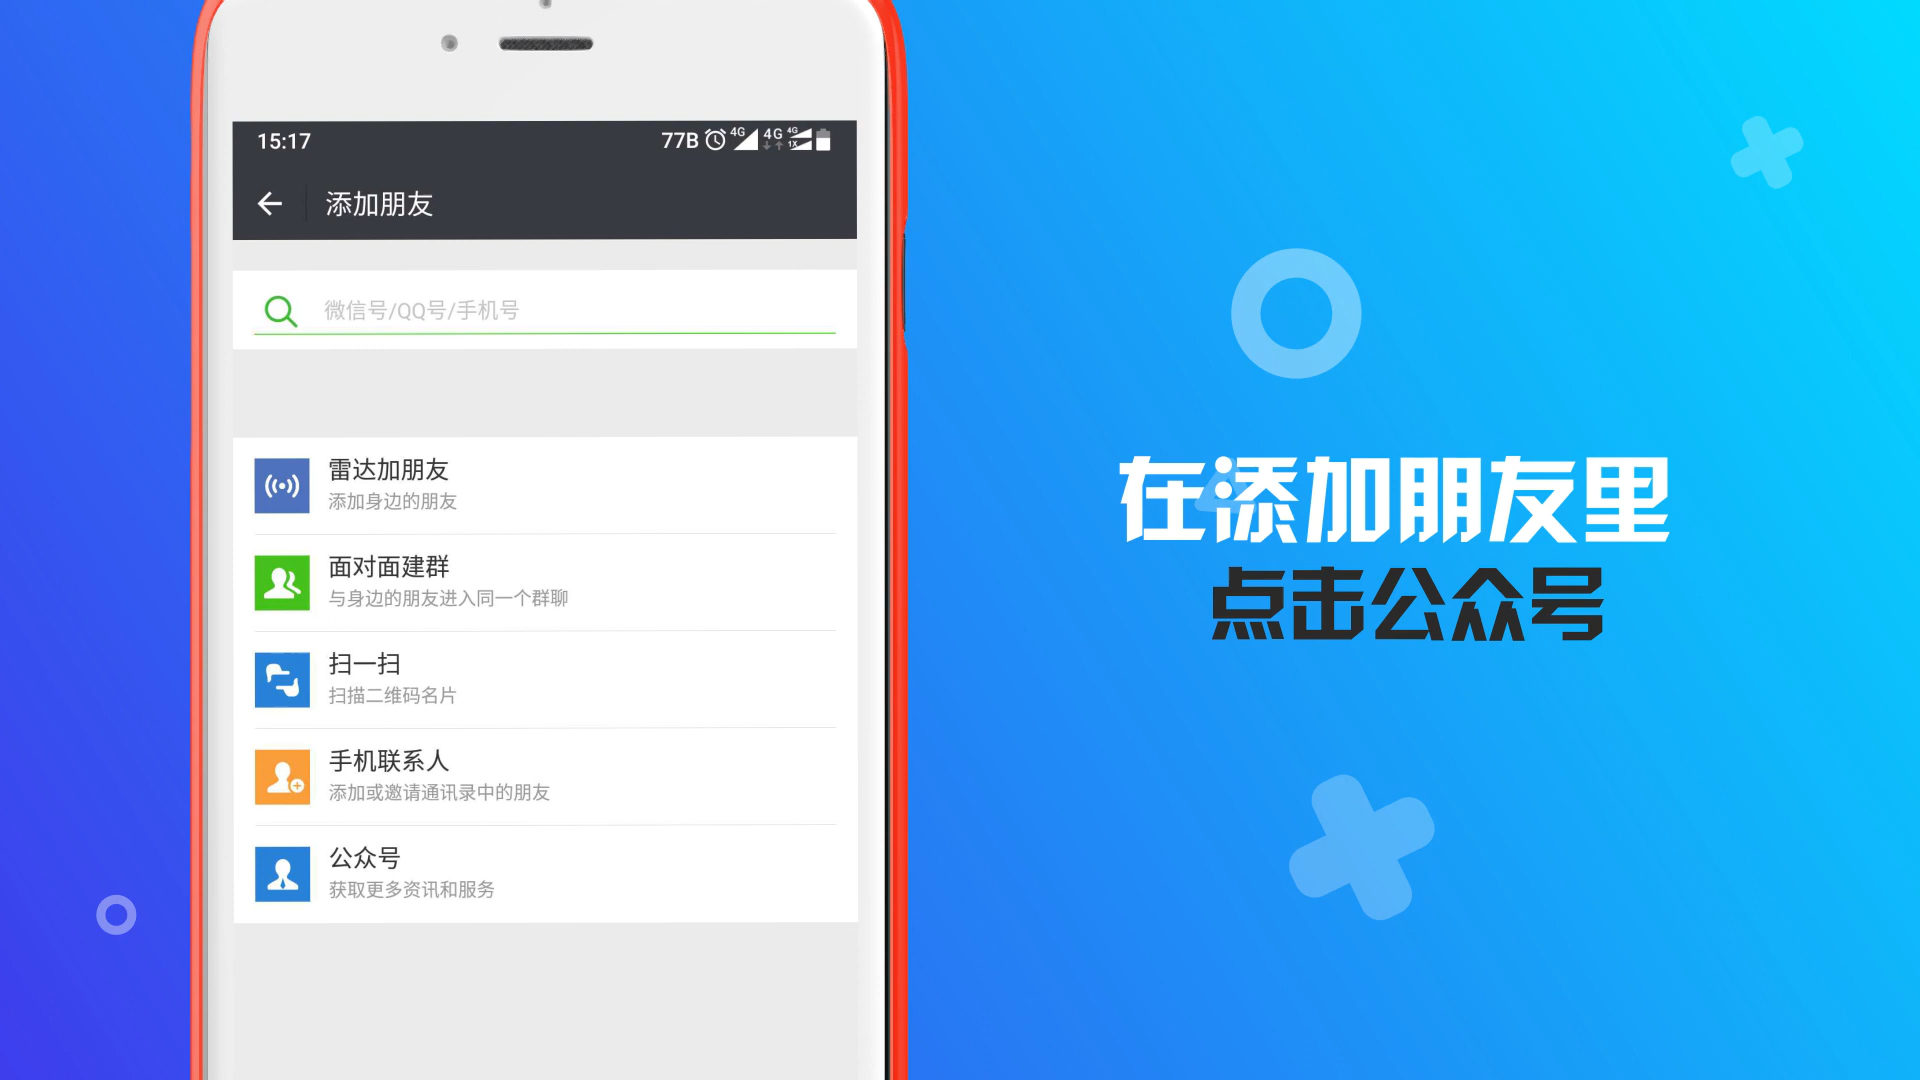 15:17
77B 4G 4G 4G 1X
添加朋友
微信号/QQ号/手机号
雷达加朋友
添加身边的朋友
面对面建群
与身边的朋友进入同一个群聊
扫一扫
扫描二维码名片
手机联系人
添加或邀请通讯录中的朋友
公众号
获取更多资讯和服务
在添加朋友里
点击公众号